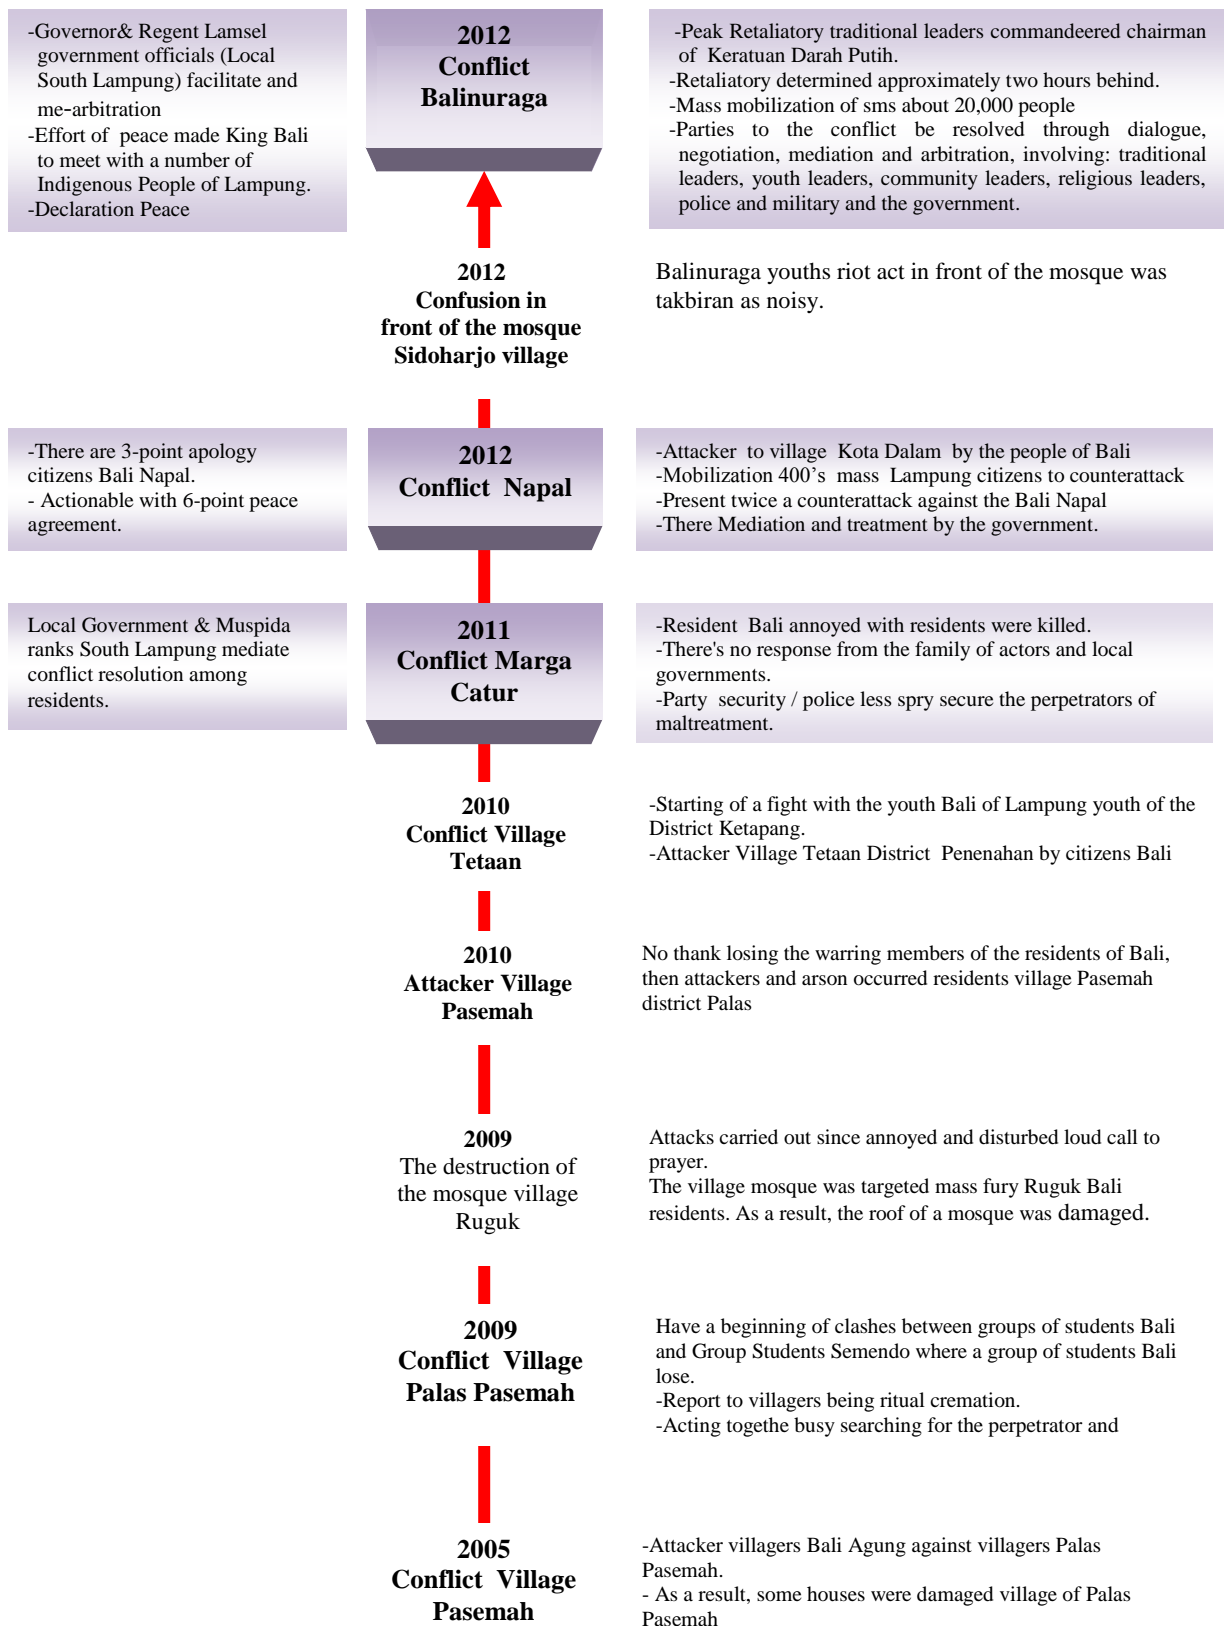 -Governor& Regent Lamsel
government officials (Local
South Lampung) facilitate and
me-arbitration
-Effort of peace made King Bali
to meet with a number of
Indigenous People of Lampung.
-Declaration Peace
2012
Conflict
Balinuraga
-Peak Retaliatory traditional leaders commandeered chairman
of Keratuan Darah Putih.
-Retaliatory determined approximately two hours behind.
-Mass mobilization of sms about 20,000 people
-Parties to the conflict be resolved through dialogue,
negotiation, mediation and arbitration, involving: traditional
leaders, youth leaders, community leaders, religious leaders,
police and military and the government.
2012
Confusion in
front of the mosque
Sidoharjo village
Balinuraga youths riot act in front of the mosque was
takbiran as noisy.
-There are 3-point apology
citizens Bali Napal.
- Actionable with 6-point peace
agreement.
2012
Conflict Napal
-Attacker to village Kota Dalam by the people of Bali
-Mobilization 400's mass Lampung citizens to counterattack
-Present twice a counterattack against the Bali Napal
-There Mediation and treatment by the government.
Local Government & Muspida
ranks South Lampung mediate
conflict resolution among
residents.
2011
Conflict Marga
Catur
-Resident Bali annoyed with residents were killed.
-There's no response from the family of actors and local
governments.
-Party security / police less spry secure the perpetrators of
maltreatment.
2010
Conflict Village
Tetaan
-Starting of a fight with the youth Bali of Lampung youth of the
District Ketapang.
-Attacker Village Tetaan District Penenahan by citizens Bali
2010
Attacker Village
Pasemah
No thank losing the warring members of the residents of Bali,
then attackers and arson occurred residents village Pasemah
district Palas
2009
The destruction of
the mosque village
Ruguk
Attacks carried out since annoyed and disturbed loud call to
prayer.
The village mosque was targeted mass fury Ruguk Bali
residents. As a result, the roof of a mosque was damaged.
2009
Conflict Village
Palas Pasemah
Have a beginning of clashes between groups of students Bali
and Group Students Semendo where a group of students Bali
lose.
-Report to villagers being ritual cremation.
-Acting togethe busy searching for the perpetrator and
2005
Conflict Village
Pasemah
-Attacker villagers Bali Agung against villagers Palas
Pasemah.
- As a result, some houses were damaged village of Palas
Pasemah